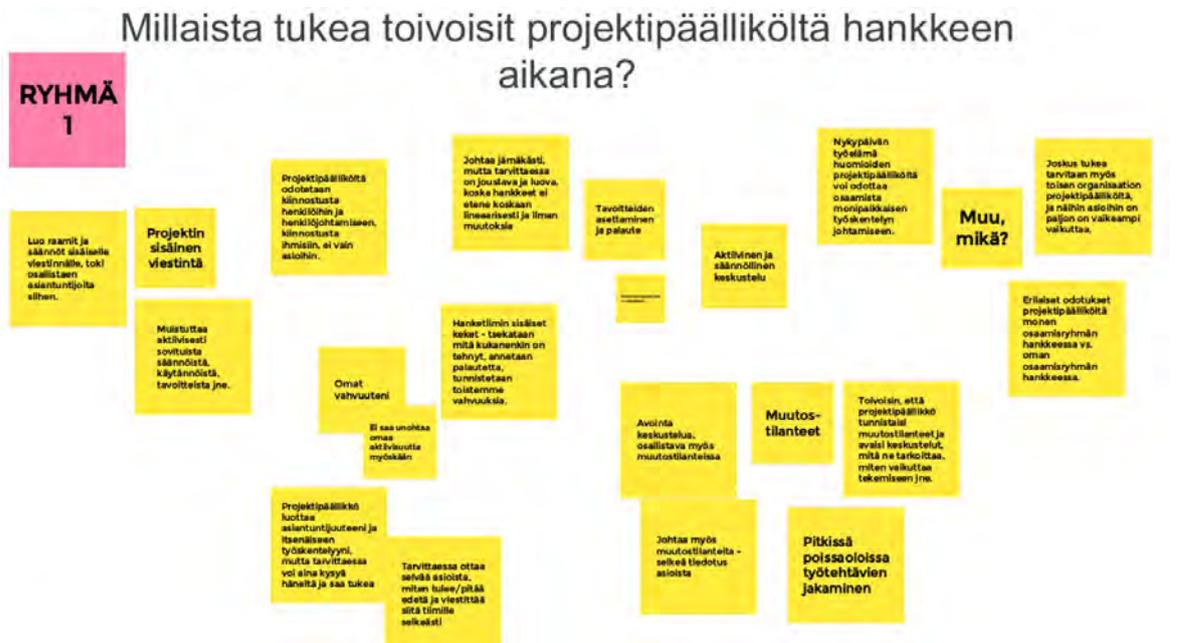 Millaista tukea toivoisit projektipäälliköltä hankkeen
aikana?
RYHMÄ
1
Luo raamit ja
säännöt sisäiselle
viestinnälle, toki
osallistaen
asiantuntijoita
siihen.
Projektin
sisäinen
viestintä
Muistuttaa
aktiivisesti
sovituista
säännöistä,
käytännöistä,
tavoitteista jne.
Projektipäälliköltä
odotetaan
kiinnostusta
henkilöihin ja
henkilöjohtamiseen,
kiinnostusta
ihmisiin, ei vain
asioihin.
Johtaa jämäkästi,
mutta tarvittaessa
on joustava ja luova,
koska hankkeet ei
etene koskaan
lineaarisesti ja ilman
muutoksia
Tavoitteiden
asettaminen
ja palaute
Aktiivinen ja
säännöllinen
keskustelu
Omat
vahvuuteni
Ei saa unohtaa
omaa
aktiivisuutta
myöskään
Hanketiimin sisäiset
keket - tsekataan
mitä kukanenkin on
tehnyt, annetaan
palautetta,
tunnistetaan
toistemme
vahvuuksia.
Projektipäällikkö
luottaa
asiantuntijuuteeni ja
itsenäiseen
työskentelyyni,
mutta tarvittaessa
voi aina kysyä
häneltä ja saa tukea
Tarvittaessa ottaa
selvää asioista,
miten tulee/pitää
edetä ja viestittää
siitä tiimille
selkeästi
Nykypäivän
työelämä
huomioiden
projektipäälliköltä
voi odottaa
osaamista
monipaikkaisen
työskentelyn
johtamiseen.
Muu,
mikä?
Joskus tukea
tarvitaan myös
toisen organisaation
projektipäälliköltä,
ja näihin asioihin on
paljon on vaikeampi
vaikuttaa.
Erilaiset odotukset
projektipäälliköltä
monen
osaamisryhmän
hankkeessa vs.
oman
osaamisryhmän
hankkeessa.
Avointa
keskustelua,
osallistava myös
muutostilanteissa
Muutos-
tilanteet
Toivoisin, että
projektipäällikkö
tunnistaisi
muutostilanteet ja
avaisi keskustelut,
mitä ne tarkoittaa,
miten vaikuttaa
tekemiseen jne.
Johtaa myös
muutostilanteita -
selkeä tiedotus
asioista
Pitkissä
poissaoloissa
työtehtävien
jakaminen